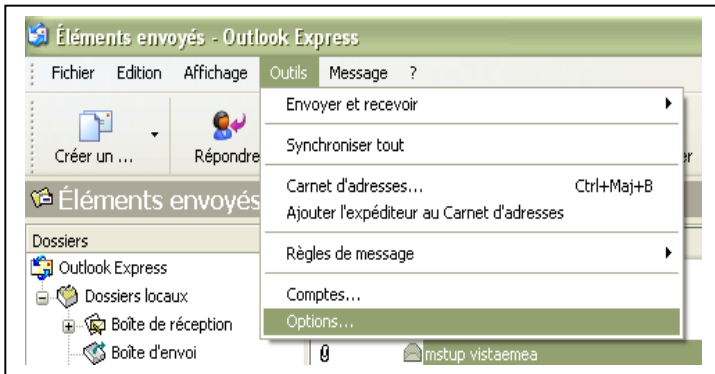 Éléments envoyés - Outlook Express
Fichier Edition Affichage Outils Message ?
Envoyer et recevoir
Synchroniser tout
Carnet d'adresses... Ctrl+Maj+B
Ajouter l'expéditeur au Carnet d'adresses
Règles de message
Comptes...
Options...
Créer un ... Répondre er
Éléments envoyés
Dossiers
Outlook Express
Dossiers locaux
Boîte de réception
Boîte d'envoi
mstup vistaemea